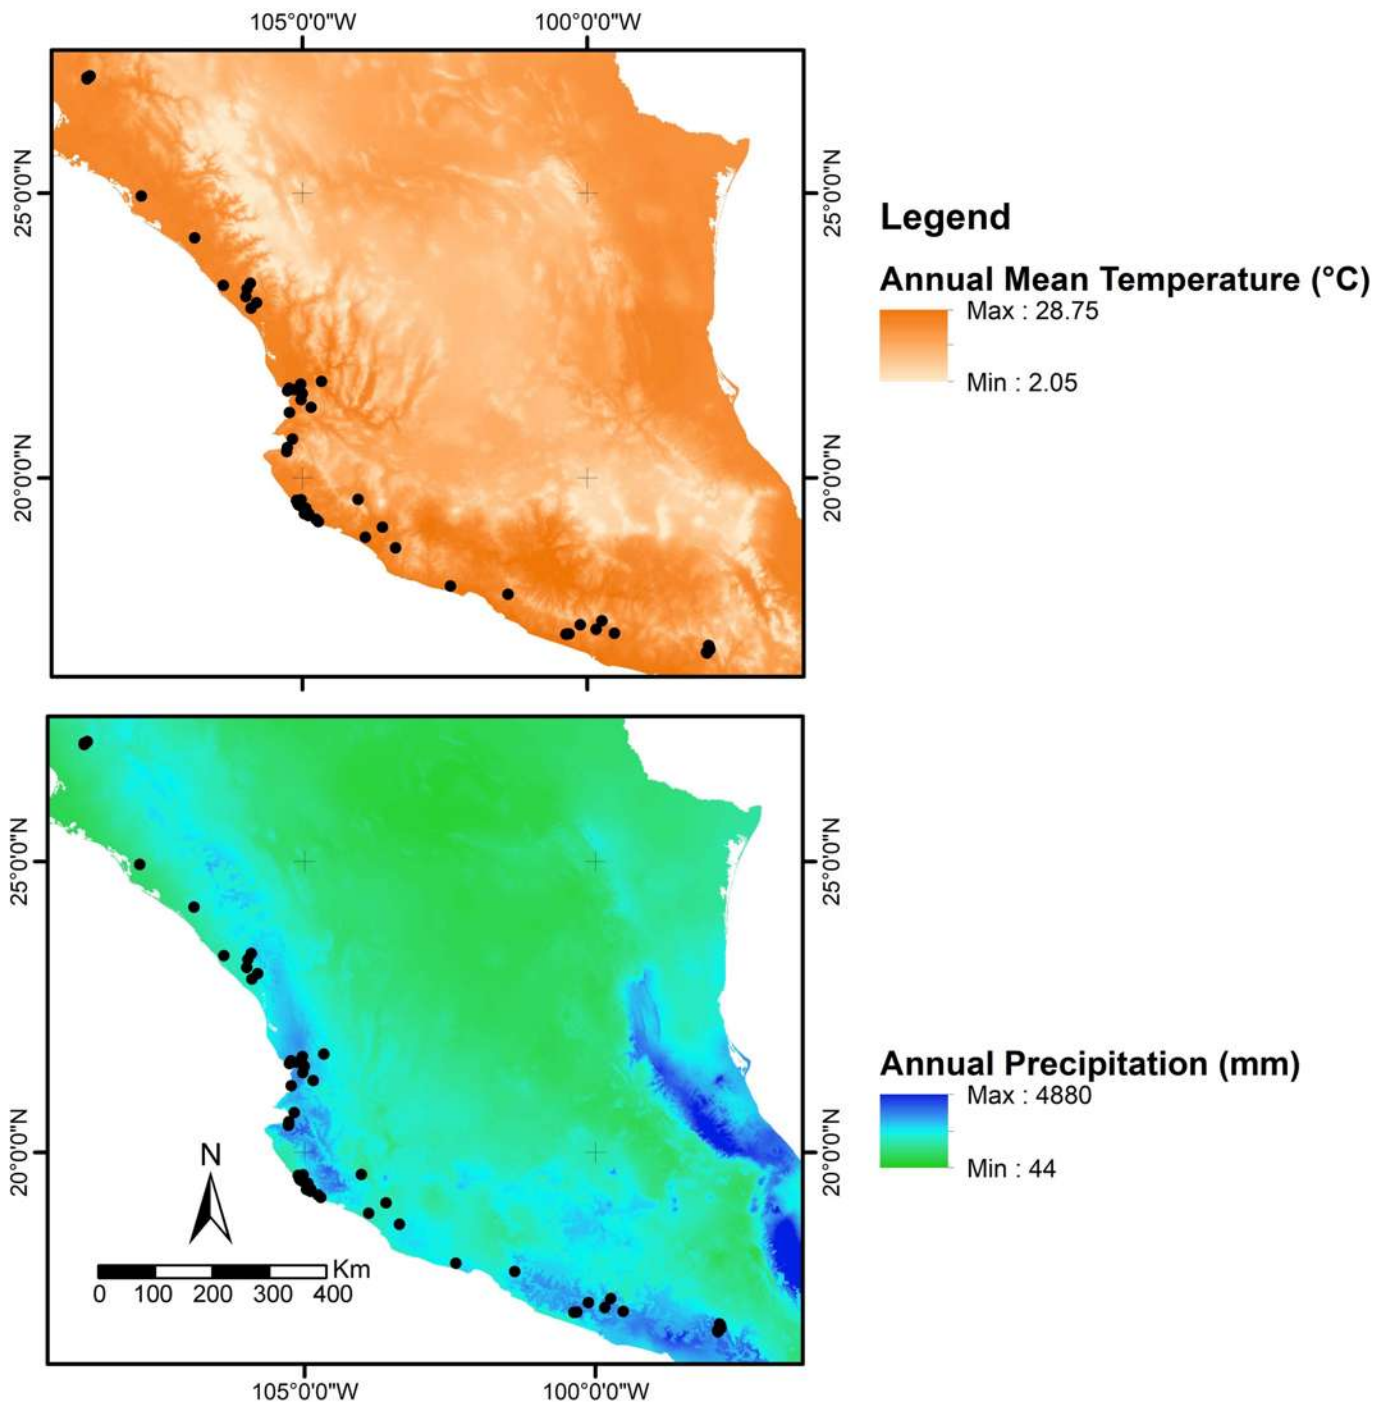 105°0'0"W 100°0'0"W
25°0'0"N 25°0'0"N
20°0'0"N 20°0'0"N
Legend
Annual Mean Temperature (°C)
Max : 28.75
Min : 2.05
25°0'0"N 25°0'0"N
20°0'0"N 20°0'0"N
Annual Precipitation (mm)
Max : 4880
Min : 44
N
Km
0 100 200 300 400
105°0'0"W 100°0'0"W